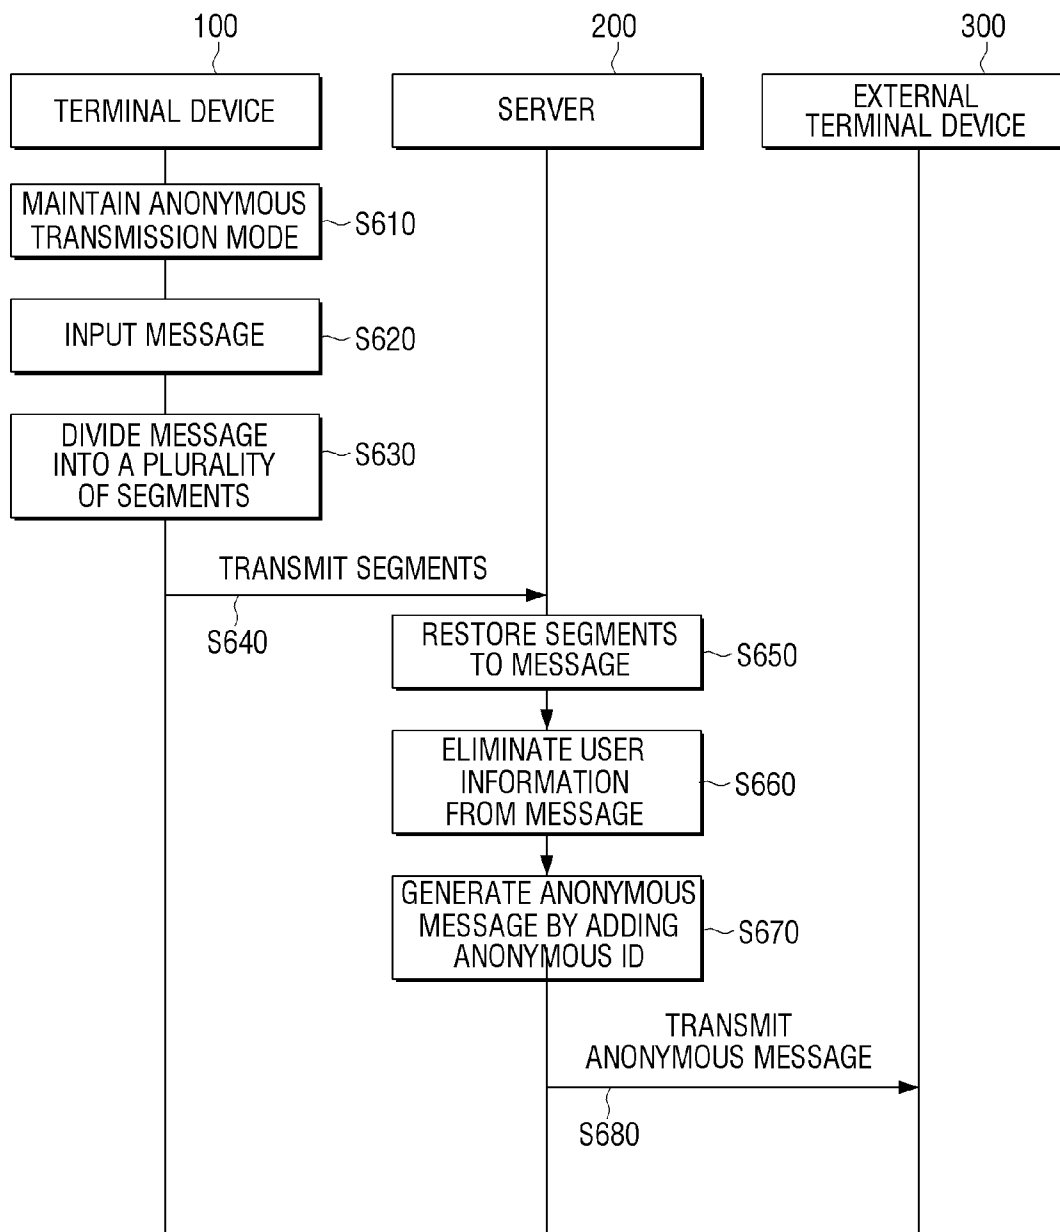 100
200
300
TERMINAL DEVICE
SERVER
EXTERNAL
TERMINAL DEVICE
MAINTAIN ANONYMOUS
TRANSMISSION MODE
S610
INPUT MESSAGE
S620
DIVIDE MESSAGE
INTO A PLURALITY
OF SEGMENTS
S630
TRANSMIT SEGMENTS
S640
RESTORE SEGMENTS
TO MESSAGE
S650
ELIMINATE USER
INFORMATION
FROM MESSAGE
S660
GENERATE ANONYMOUS
MESSAGE BY ADDING
ANONYMOUS ID
S670
TRANSMIT
ANONYMOUS MESSAGE
S680